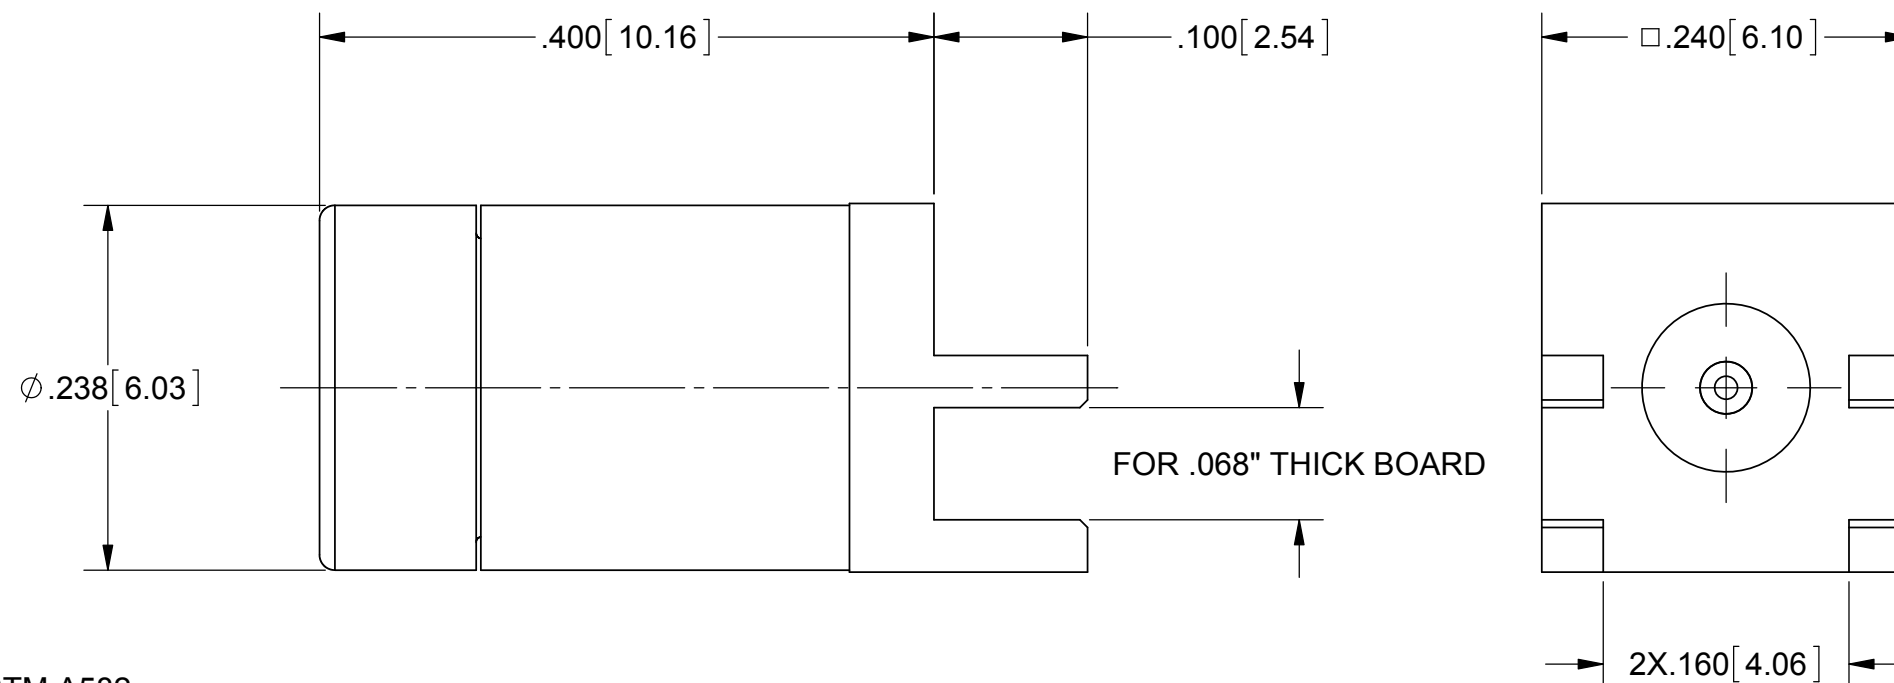 .400[10.16]
.100[2.54]
□.240[6.10]
∅.238[6.03]
FOR .068" THICK BOARD
2X.160[4.06]